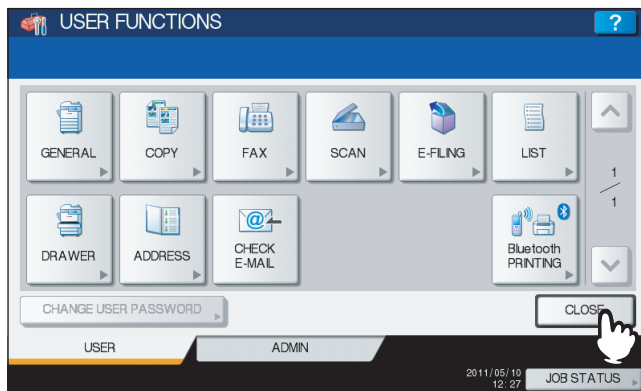 USER FUNCTIONS
?
GENERAL
COPY
FAX
SCAN
E-FILING
LIST
1
1
DRAWER
ADDRESS
CHECK
E-MAIL
Bluetooth
PRINTING
CHANGE USER PASSWORD
CLOSE
USER
ADMIN
2011/05/10
12:27
JOB STATUS